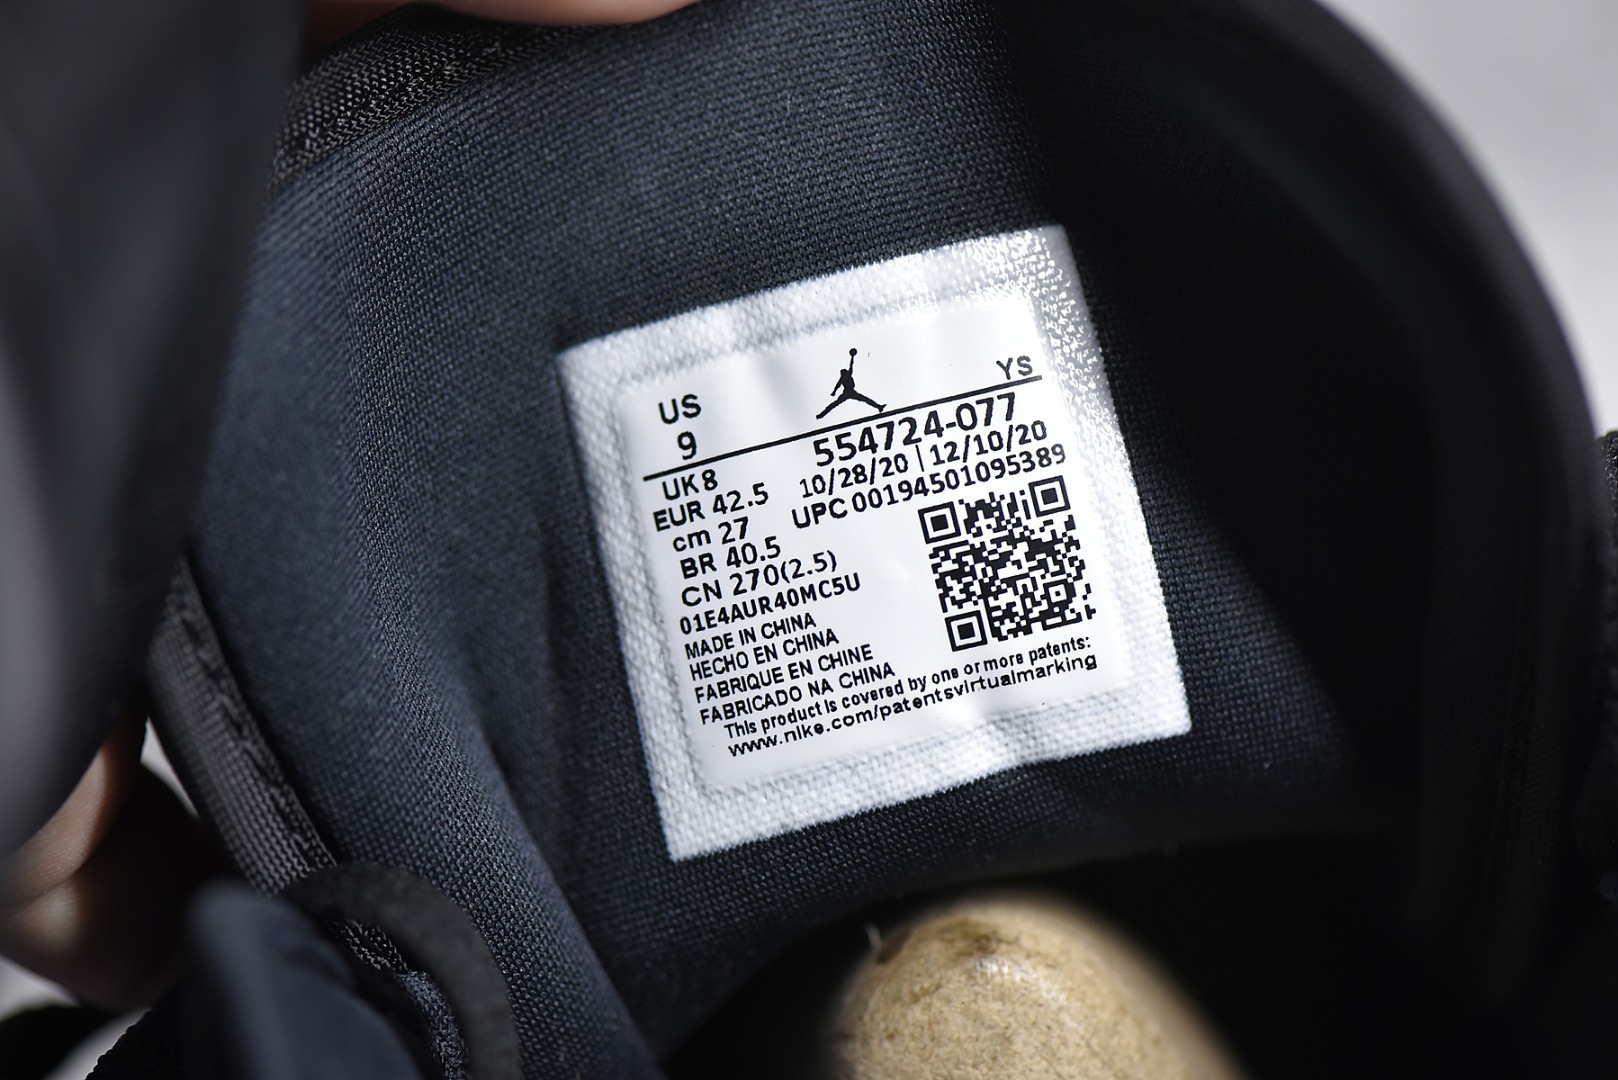 US YS
9 554724-077
UK 8 10/28/20 | 12/10/20
EUR 42.5 UPC 00194501095389
cm 27
BR 40.5
CN 270(2.5)
01E4AUR40MC5U
MADE IN CHINA
HECHO EN CHINA
FABRIQUE EN CHINE
FABRICADO NA CHINA
This product is covered by one or more patents:
www.nike.com/patentsvirtualmarking